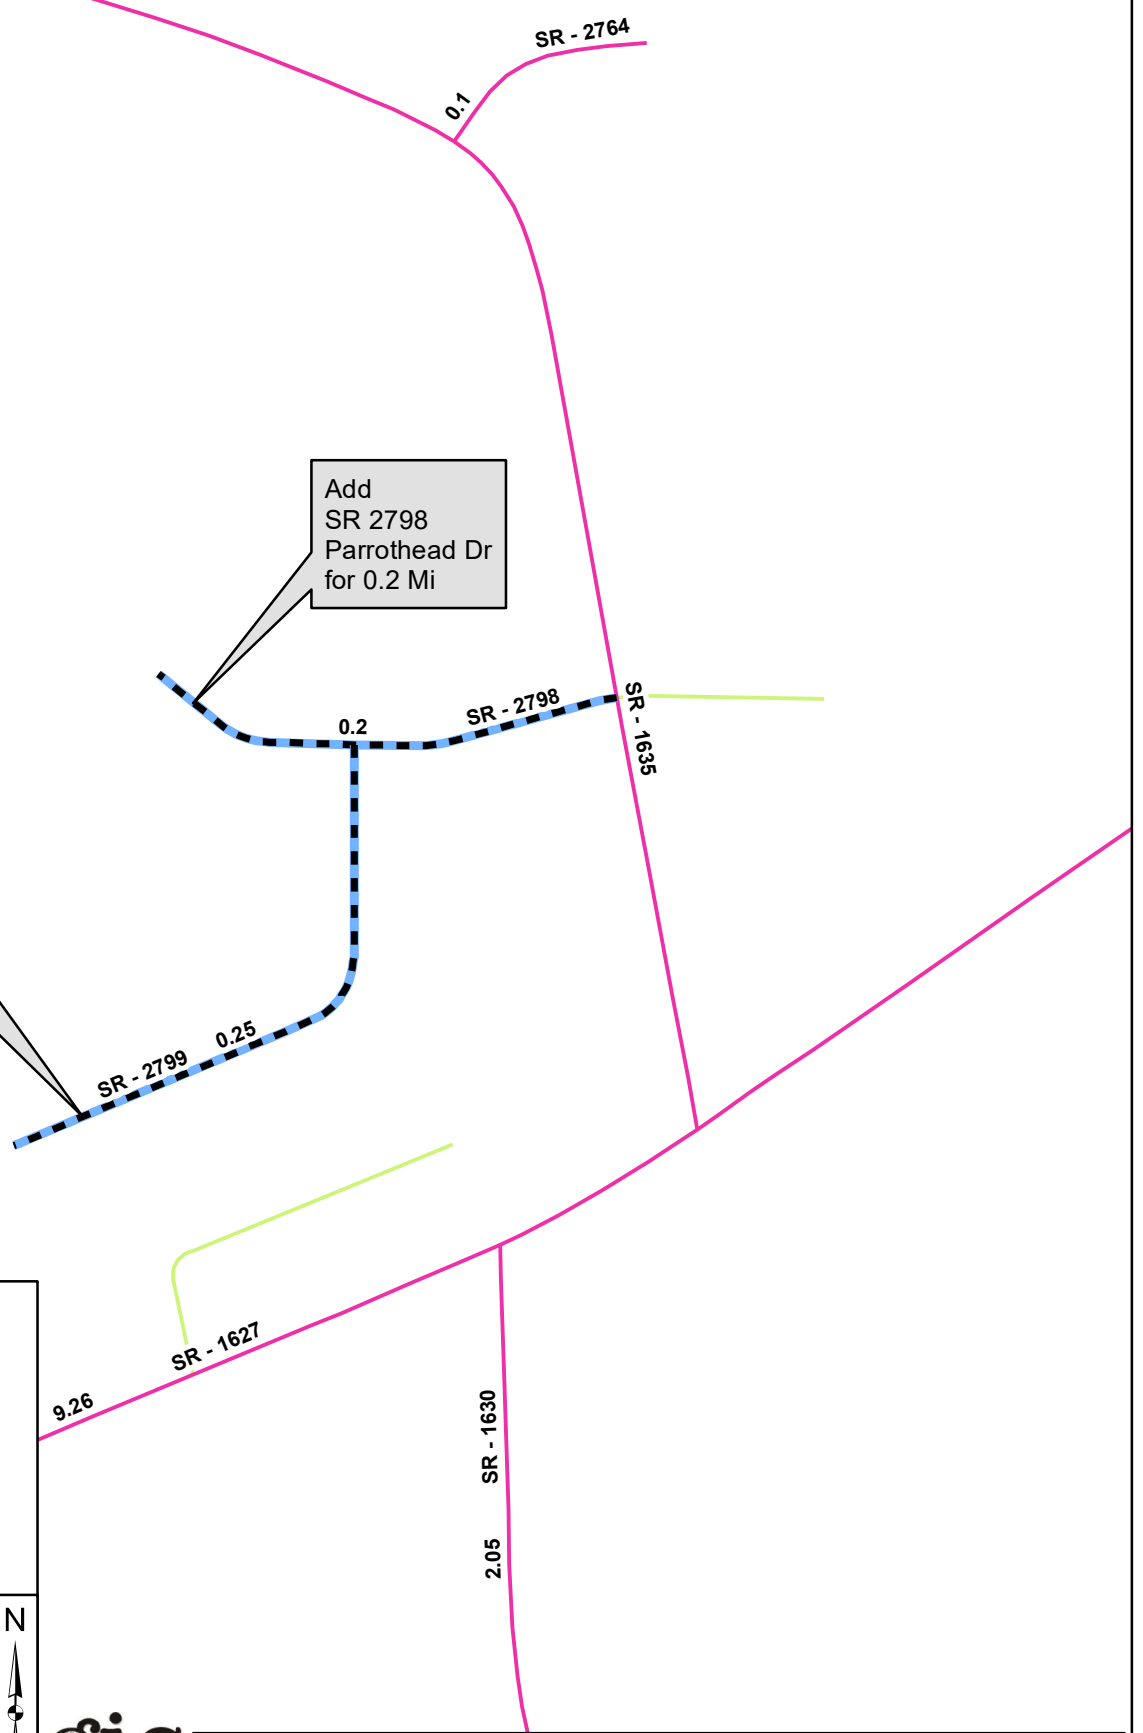 SR - 2764
0.1
Add
SR 2798
Parrothead Dr
for 0.2 Mi
SR - 2798
0.2
SR - 1635
0.25
SR - 2799
SR - 1627
9.26
SR - 1630
2.05
N